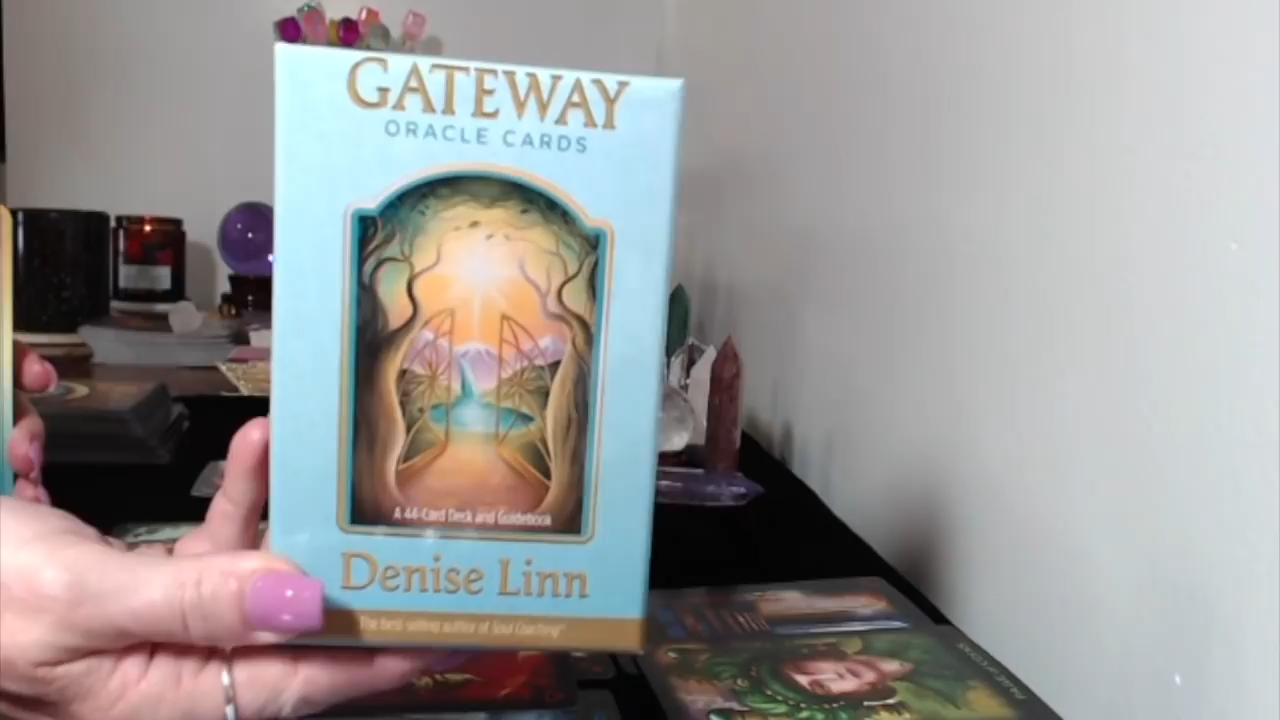 GATEWAY
ORACLE CARDS
A 44-Card Deck and Guidebook
Denise Linn
The best-selling author of Soul Coaching®